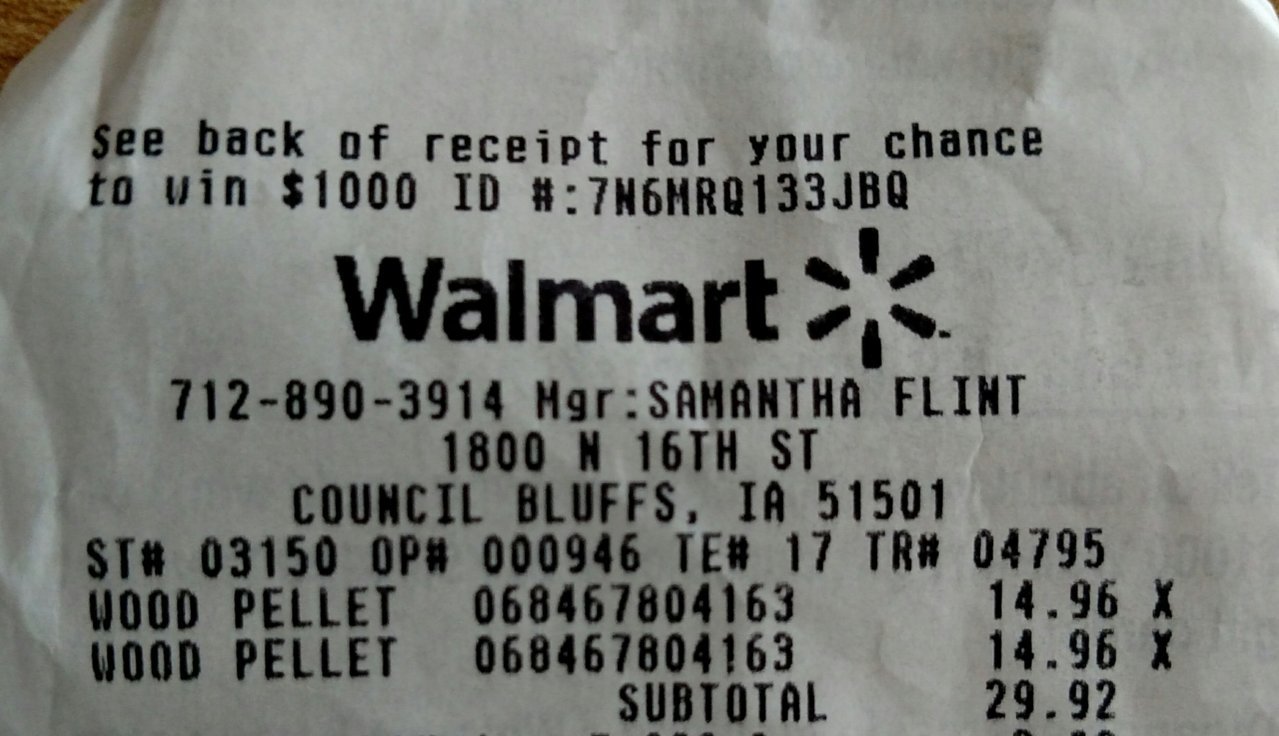 See back of receipt for your chance
to win $1000 ID #:7N6MRQ133JBQ
Walmart
712-890-3914 Mgr:SAMANTHA FLINT
1800 N 16TH ST
COUNCIL BLUFFS, IA 51501
ST# 03150 OP# 000946 TE# 17 TR# 04795
WOOD PELLET 068467804163 14.96 X
WOOD PELLET 068467804163 14.96 X
SUBTOTAL 29.92